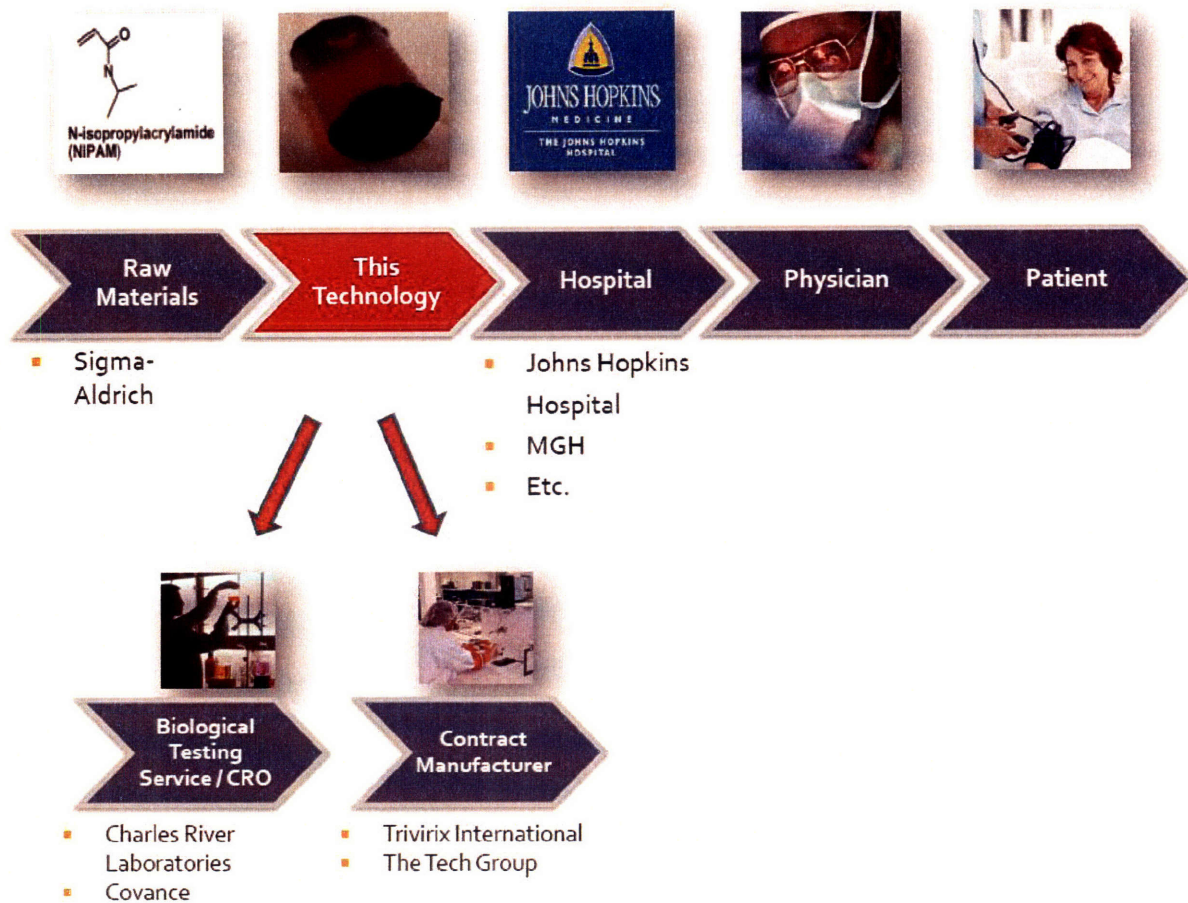 O
N
N-isopropylacrylamide
(NIPAM)
JOHNS HOPKINS
MEDICINE
THE JOHNS HOPKINS
HOSPITAL
Raw
Materials
This
Technology
Hospital
Physician
Patient
▪ Sigma-
Aldrich
▪ Johns Hopkins
Hospital
▪ MGH
▪ Etc.
Biological
Testing
Service / CRO
Contract
Manufacturer
▪ Charles River
Laboratories
▪ Covance
▪ Trivirix International
▪ The Tech Group